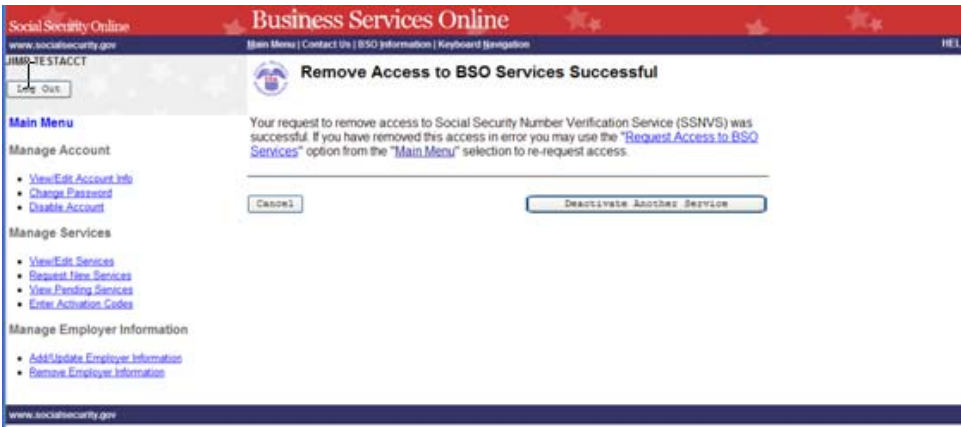 Social Security Online
Business Services Online
www.socialsecurity.gov
Main Menu | Contact Us | BSO Information | Keyboard Navigation
HEL
TESTACCT
Log Out
Remove Access to BSO Services Successful
Your request to remove access to Social Security Number Verification Service (SSNVS) was
successful. If you have removed this access in error you may use the "Request Access to BSO
Services" option from the "Main Menu" selection to re-request access.
Cancel
Deactivate Another Service
Main Menu
Manage Account
View/Edit Account Info
Change Password
Disable Account
Manage Services
View/Edit Services
Request New Services
View Pending Services
Enter Activation Codes
Manage Employer Information
Add/Update Employer Information
Remove Employer Information
www.socialsecurity.gov